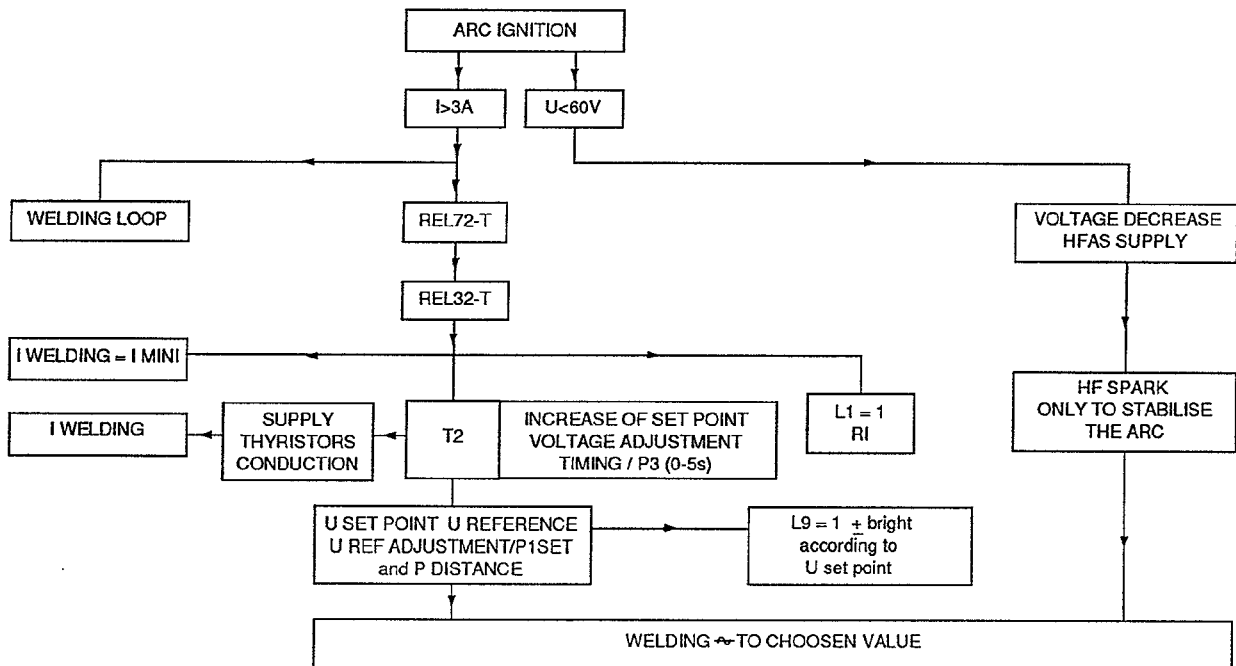 ARC IGNITION
I>3A
U<60V
WELDING LOOP
REL72-T
VOLTAGE DECREASE
HFAS SUPPLY
REL32-T
I WELDING = I MINI
HF SPARK
ONLY TO STABILISE
THE ARC
L1 = 1
RI
I WELDING
SUPPLY
THYRISTORS
CONDUCTION
T2
INCREASE OF SET POINT
VOLTAGE ADJUSTMENT
TIMING / P3 (0-5s)
U SET POINT U REFERENCE
U REF ADJUSTMENT/P1SET
and P DISTANCE
L9 = 1 ± bright
according to
U set point
WELDING ~ TO CHOOSEN VALUE